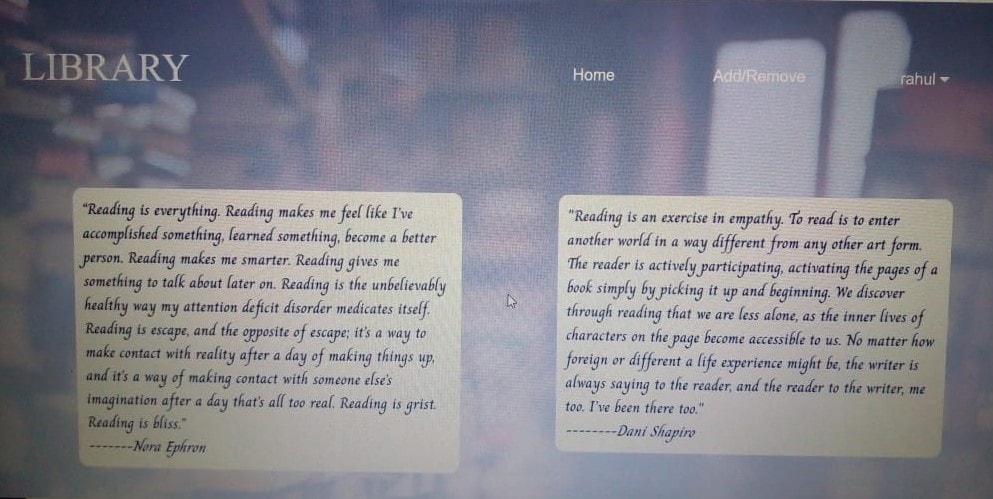 LIBRARY
Home
Add/Remove
rahul
"Reading is everything. Reading makes me feel like I've
accomplished something, learned something, become a better
person. Reading makes me smarter. Reading gives me
something to talk about later on. Reading is the unbelievably
healthy way my attention deficit disorder medicates itself.
Reading is escape, and the opposite of escape; it's a way to
make contact with reality after a day of making things up,
and it's a way of making contact with someone else's
imagination after a day that's all too real. Reading is grist.
Reading is bliss."
-------Nora Ephron
"Reading is an exercise in empathy. To read is to enter
another world in a way different from any other art form.
The reader is actively participating, activating the pages of a
book simply by picking it up and beginning. We discover
through reading that we are less alone, as the inner lives of
characters on the page become accessible to us. No matter how
foreign or different a life experience might be, the writer is
always saying to the reader, and the reader to the writer, me
too. I've been there too."
--------Dani Shapiro